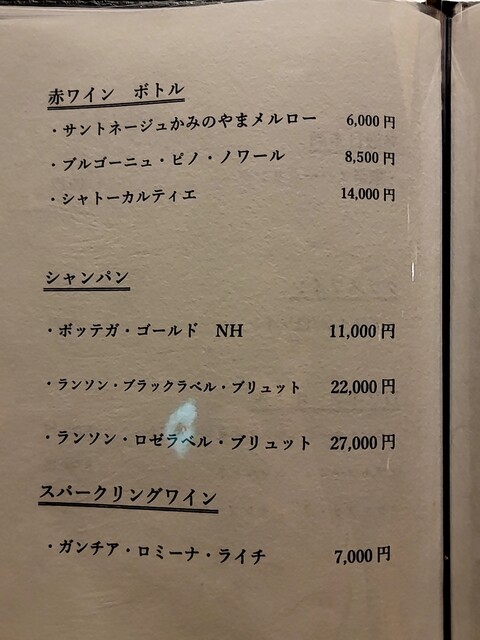 赤ワイン　ボトル
・サントネージュかみのやまメルロー　6,000円
・ブルゴーニュ・ピノ・ノワール　8,500円
・シャトーカルティエ　14,000円
シャンパン
・ボッテガ・ゴールド　NH　11,000円
・ランソン・ブラックラベル・ブリュット　22,000円
・ランソン・ロゼラベル・ブリュット　27,000円
スパークリングワイン
・ガンチア・ロミーナ・ライチ　7,000円